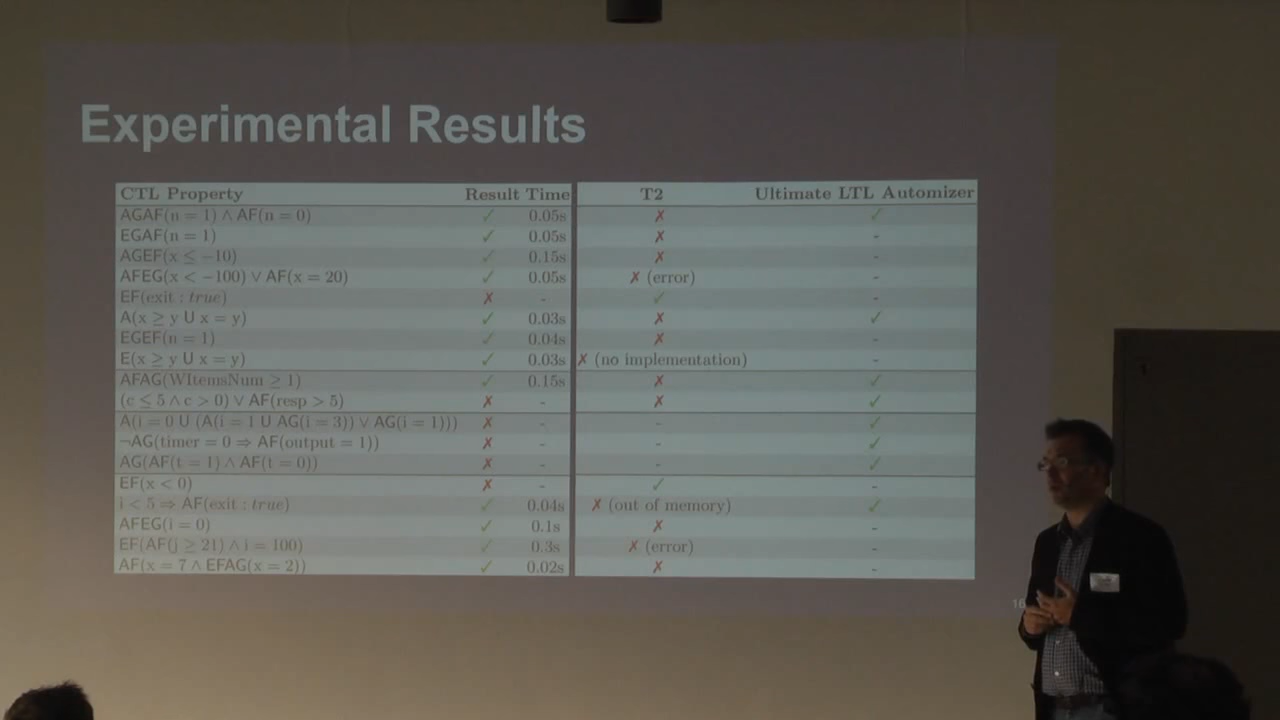 Experimental Results
CTL Property Result Time T2 Ultimate LTL Automizer
AGAF(n = 1) ∧ AF(n = 0) ✓ 0.05s ✗ ✓
EGAF(n = 1) ✓ 0.05s ✗ -
AGEF(x ≤ −10) ✓ 0.15s ✗ -
AFEG(x < −100) ∨ AF(x = 20) ✓ 0.05s ✗ (error) -
EF(exit : true) ✗ - ✓ -
A(x ≥ y U x = y) ✓ 0.03s ✗ ✓
EGEF(n = 1) ✓ 0.04s ✗ -
E(x ≥ y U x = y) ✓ 0.03s ✗ (no implementation) -
AFAG(WItemsNum ≥ 1) ✓ 0.15s ✗ ✓
(c ≤ 5 ∧ c > 0) ∨ AF(resp > 5) ✗ - ✗ ✓
A(i = 0 U (A(i = 1 U AG(i = 3)) ∨ AG(i = 1))) ✗ - - ✓
¬AG(timer = 0 ⇒ AF(output = 1)) ✗ - - ✓
AG(AF(t = 1) ∧ AF(t = 0)) ✗ - - ✓
EF(x < 0) ✗ - ✓ -
i < 5 ⇒ AF(exit : true) ✓ 0.04s ✗ (out of memory) ✓
AFEG(i = 0) ✓ 0.1s ✗ -
EF(AF(j ≥ 21) ∧ i = 100) ✓ 0.3s ✗ (error) -
AF(x = 7 ∧ EFAG(x = 2)) ✓ 0.02s ✗ -